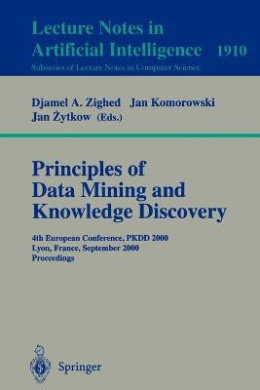 Lecture Notes in
Artificial Intelligence 1910
Subseries of Lecture Notes in Computer Science
Djamel A. Zighed Jan Komorowski
Jan Żytkow (Eds.)
Principles of
Data Mining and
Knowledge Discovery
4th European Conference, PKDD 2000
Lyon, France, September 2000
Proceedings
Springer